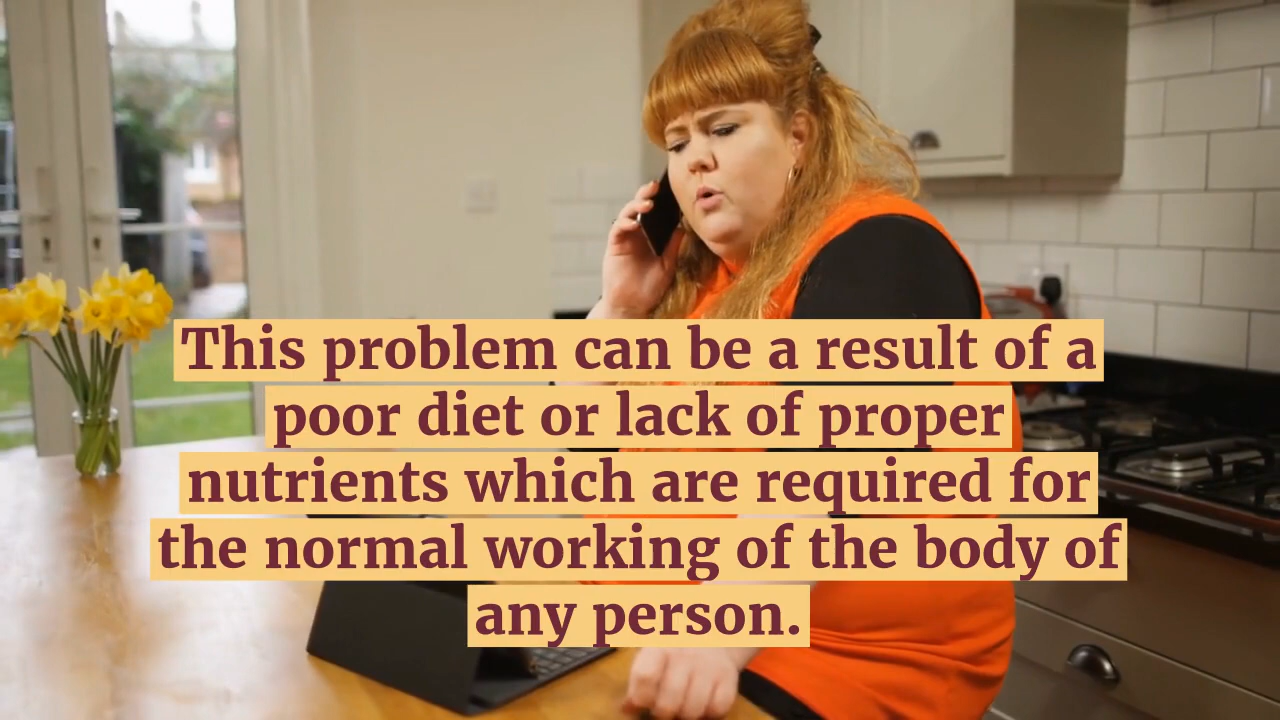 This problem can be a result of a
poor diet or lack of proper
nutrients which are required for
the normal working of the body of
any person.